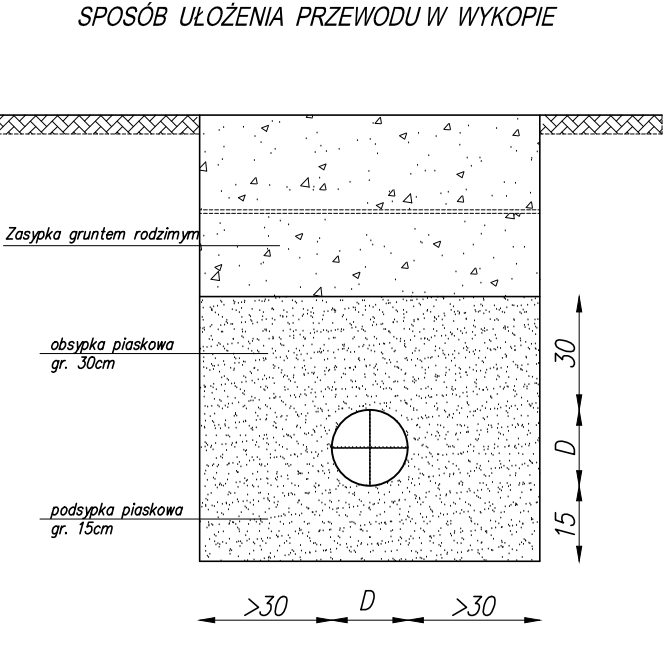 SPOSÓB UŁOŻENIA PRZEWODU W WYKOPIE
Zasypka gruntem rodzimym
obsypka piaskowa
gr. 30cm
30
D
podsypka piaskowa
gr. 15cm
15
>30
D
>30